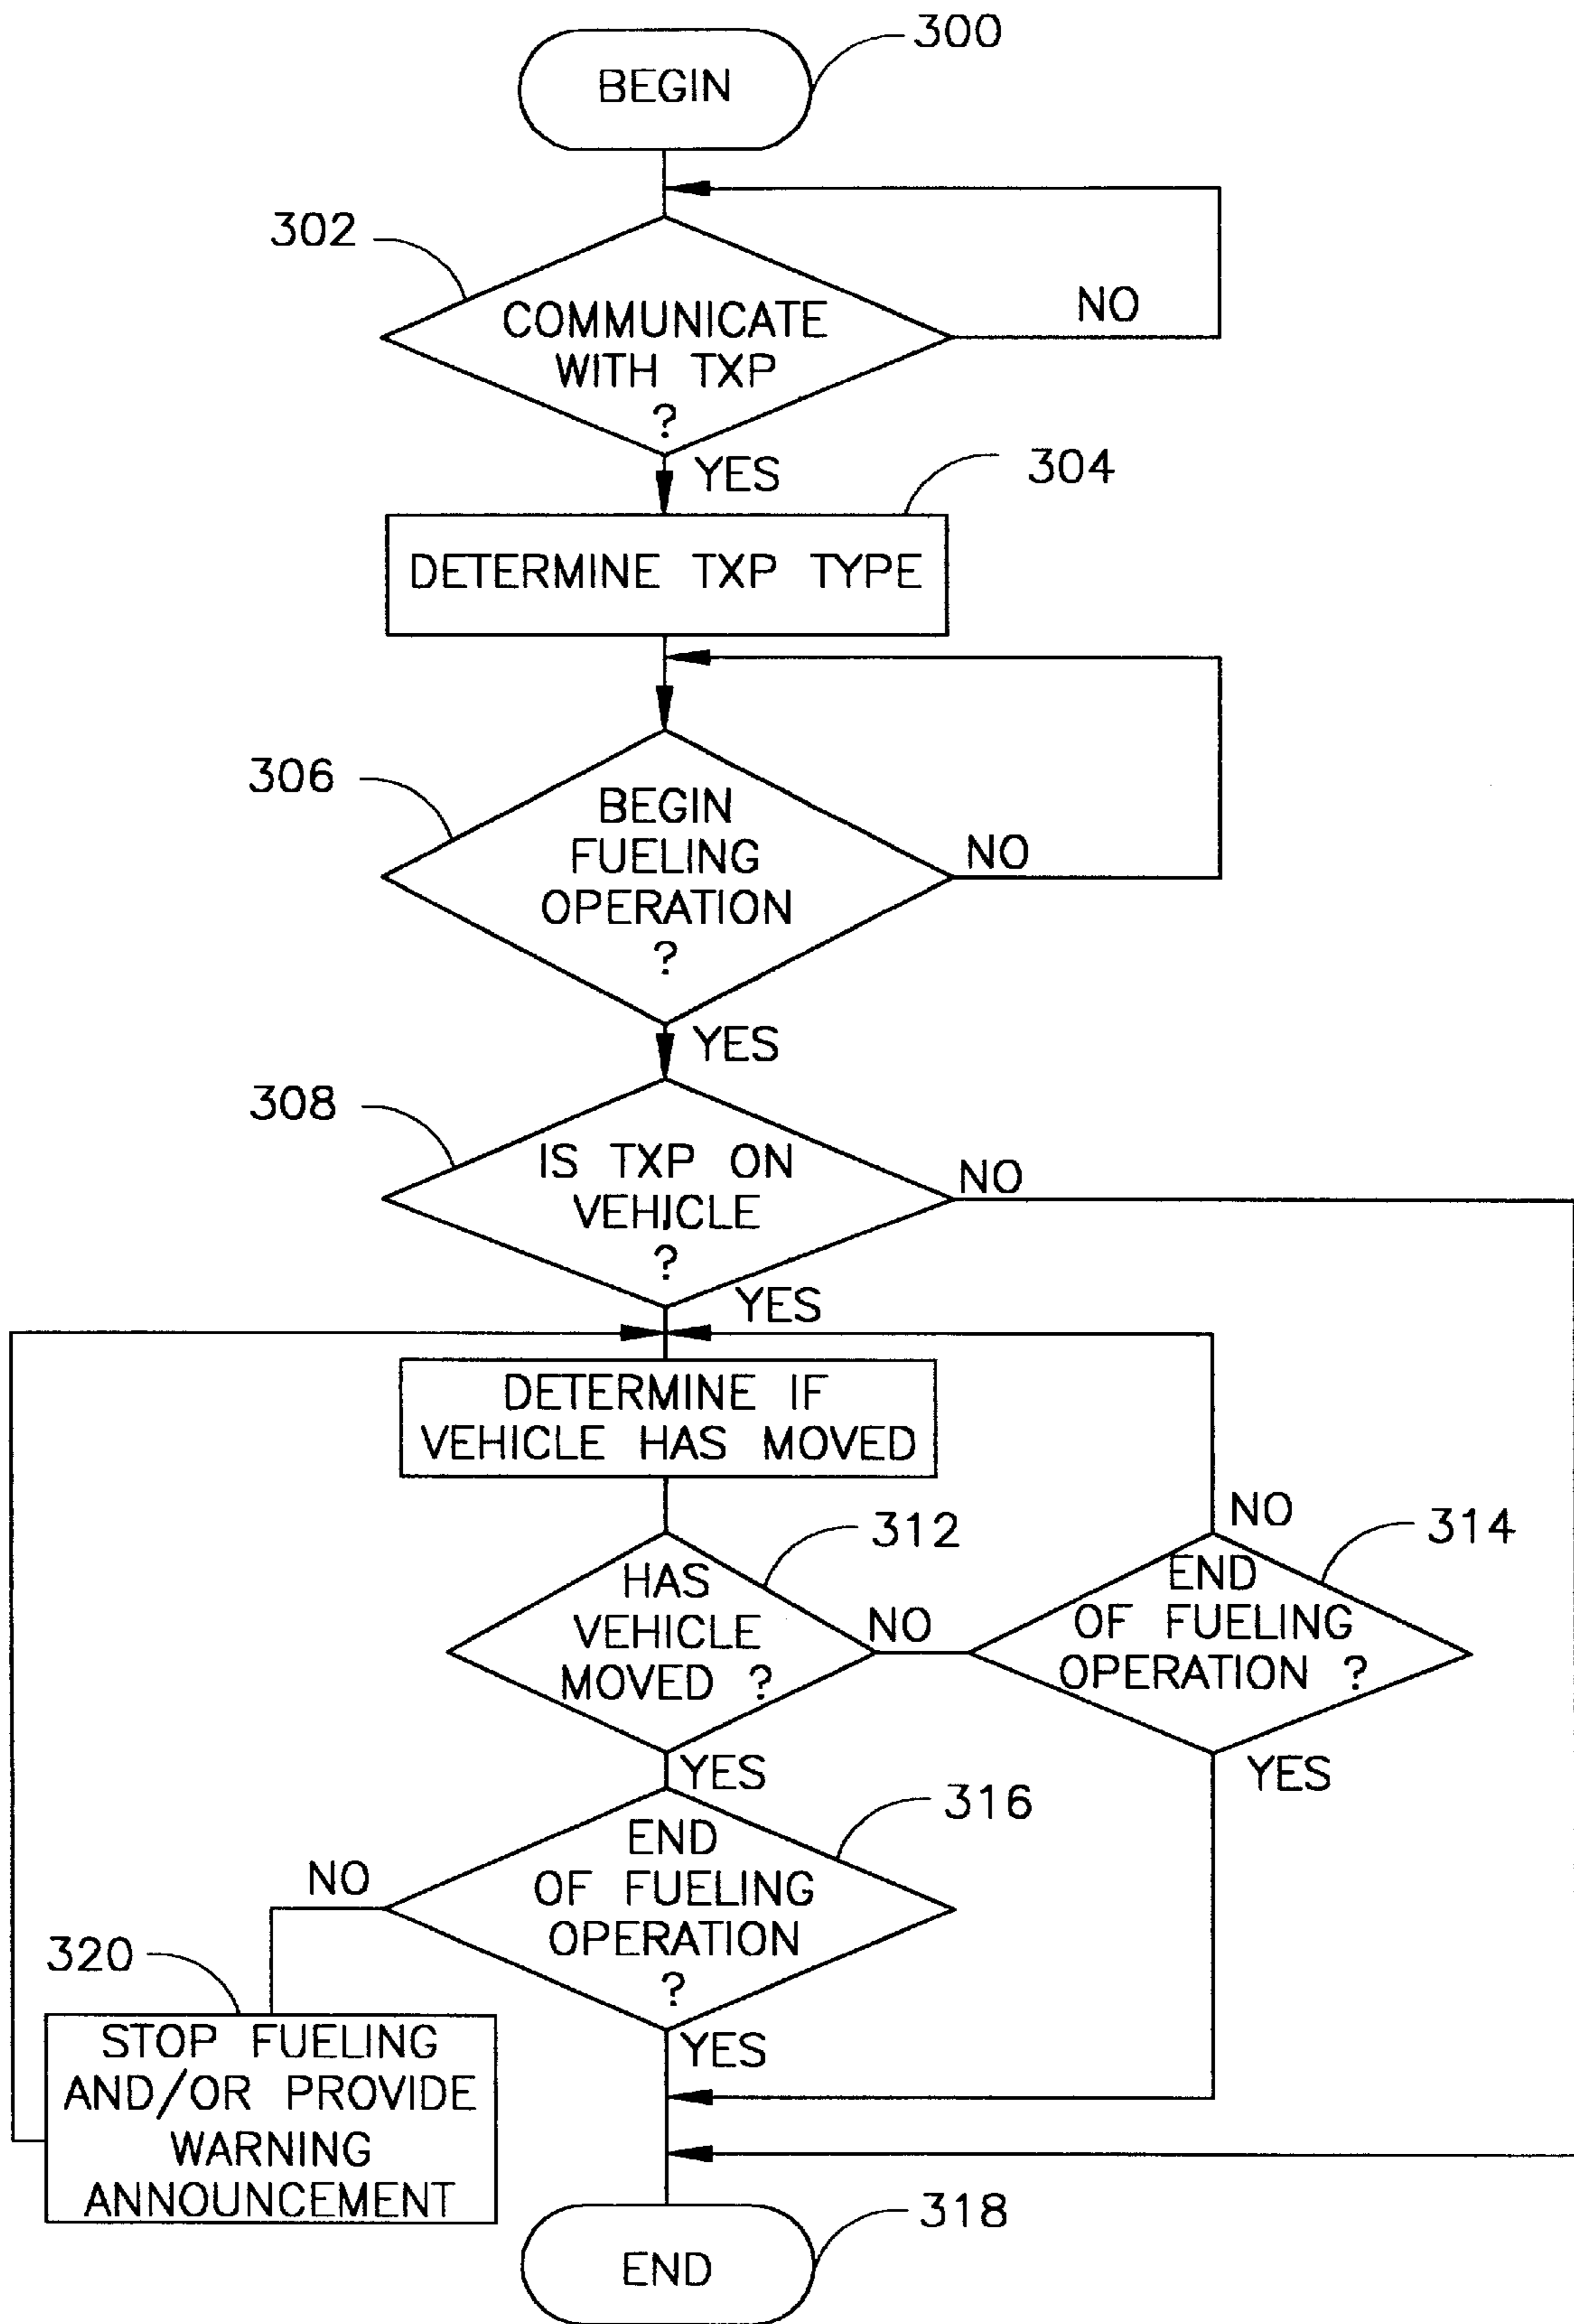 300
BEGIN
302
COMMUNICATE
WITH TXP
?
NO
YES
304
DETERMINE TXP TYPE
306
BEGIN
FUELING
OPERATION
?
NO
YES
308
IS TXP ON
VEHICLE
?
NO
YES
DETERMINE IF
VEHICLE HAS MOVED
312
HAS
VEHICLE
MOVED ?
NO
NO
314
END
OF FUELING
OPERATION ?
YES
YES
316
END
OF FUELING
OPERATION
?
NO
YES
320
STOP FUELING
AND/OR PROVIDE
WARNING
ANNOUNCEMENT
318
END